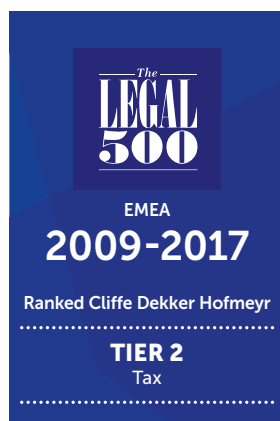 The
LEGAL
500
EMEA
2009-2017
Ranked Cliffe Dekker Hofmeyr
TIER 2
Tax